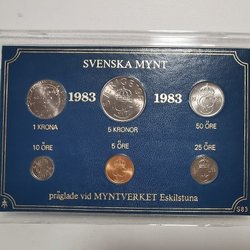 SVENSKA MYNT
1983 1983
1 KRONA 5 KRONOR 50 ÖRE
10 ÖRE 5 ÖRE 25 ÖRE
präglade vid MYNTVERKET Eskilstuna
S83